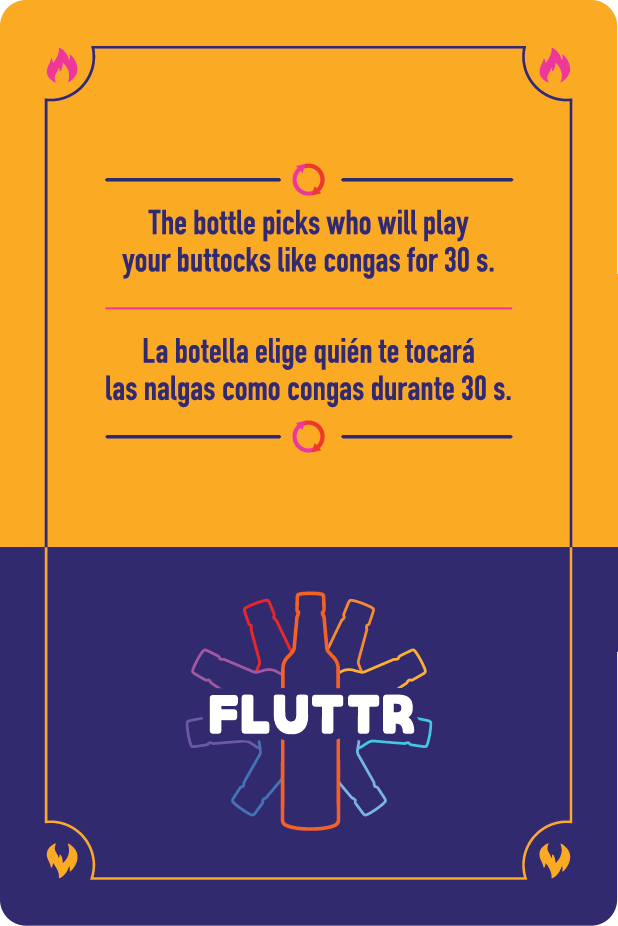 The bottle picks who will play
your buttocks like congas for 30 s.
La botella elige quién te tocará
las nalgas como congas durante 30 s.
FLUTTR